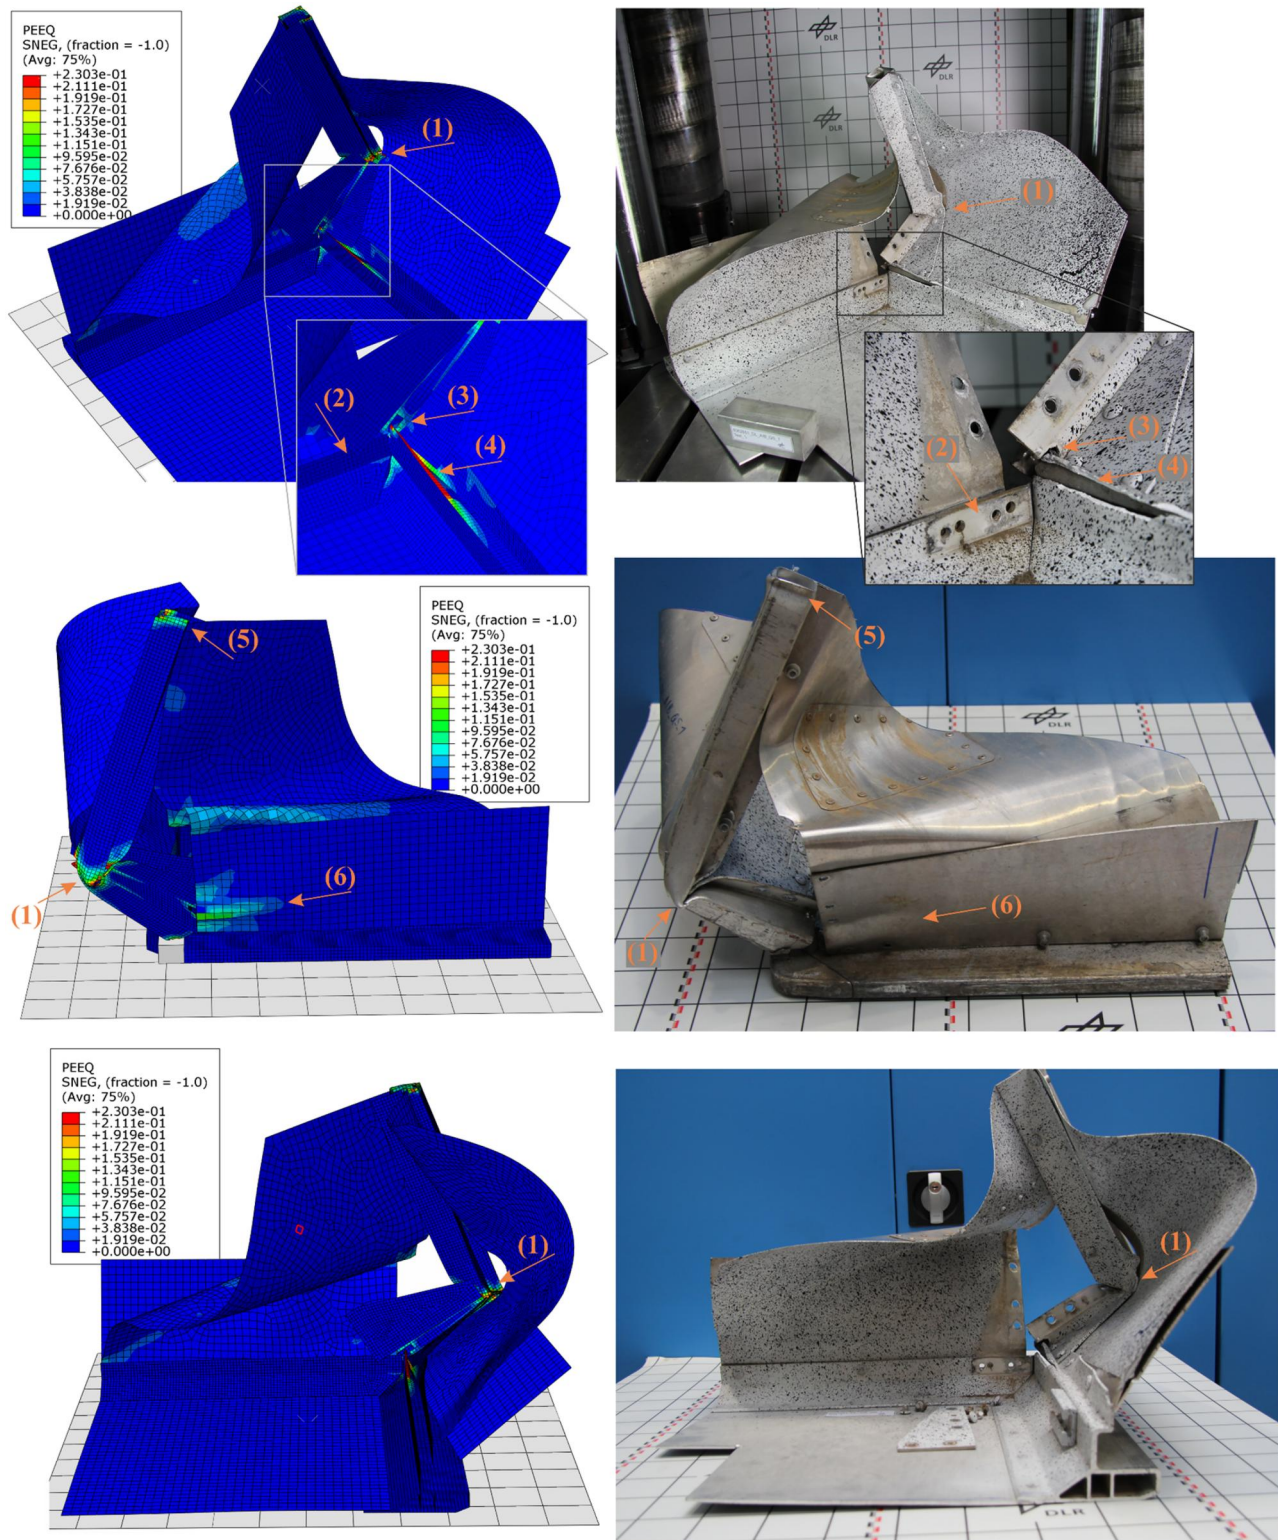 PEEQ
SNEG, (fraction = -1.0)
(Avg: 75%)
+2.303e-01
+2.111e-01
+1.919e-01
+1.727e-01
+1.535e-01
+1.343e-01
+1.151e-01
+9.595e-02
+7.676e-02
+5.757e-02
+3.838e-02
+1.919e-02
+0.000e+00
(1)
(2)
(3)
(4)
DLR
DLR
DLR
(1)
(2)
(3)
(4)
PEEQ
SNEG, (fraction = -1.0)
(Avg: 75%)
+2.303e-01
+2.111e-01
+1.919e-01
+1.727e-01
+1.535e-01
+1.343e-01
+1.151e-01
+9.595e-02
+7.676e-02
+5.757e-02
+3.838e-02
+1.919e-02
+0.000e+00
(5)
(6)
(1)
(5)
DLR
(6)
(1)
PEEQ
SNEG, (fraction = -1.0)
(Avg: 75%)
+2.303e-01
+2.111e-01
+1.919e-01
+1.727e-01
+1.535e-01
+1.343e-01
+1.151e-01
+9.595e-02
+7.676e-02
+5.757e-02
+3.838e-02
+1.919e-02
+0.000e+00
(1)
(1)
DLR